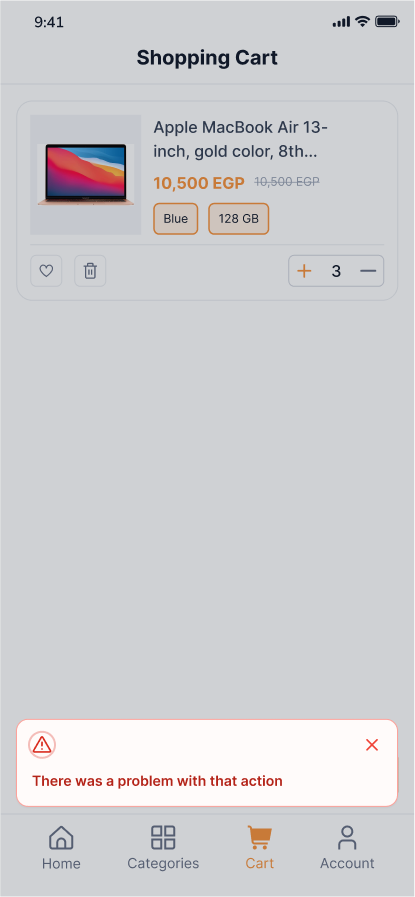 9:41
Shopping Cart
Apple MacBook Air 13-
inch, gold color, 8th...
10,500 EGP 10,500 EGP
Blue 128 GB
3
There was a problem with that action
Home Categories Cart Account